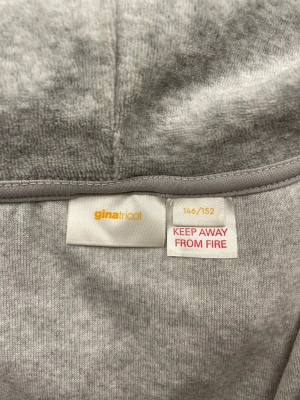 ginatricot
146/152
KEEP AWAY
FROM FIRE